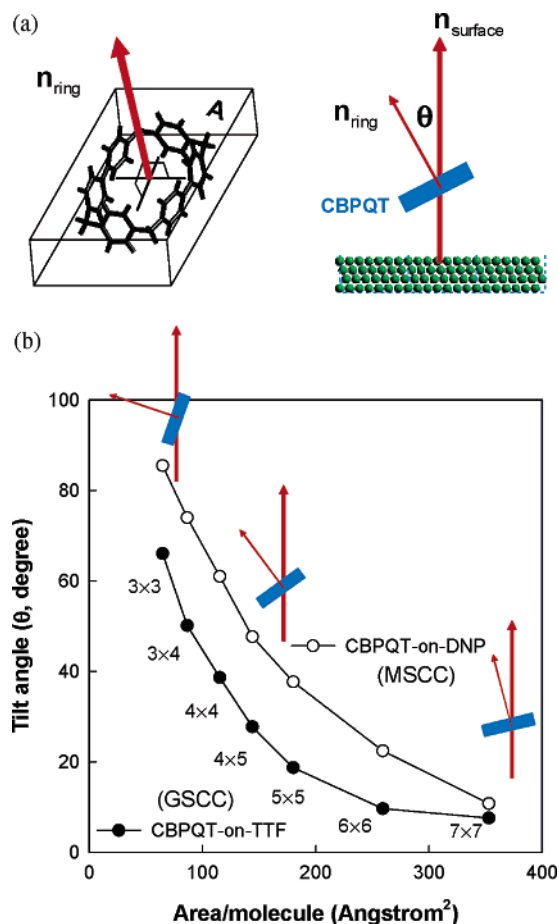 (a)
n_ring
A
n_surface
n_ring
θ
CBPQT
(b)
Tilt angle (θ, degree)
100
80
60
40
20
0
3×3
3×4
4×4
4×5
5×5
6×6
7×7
CBPQT-on-DNP
(MSCC)
(GSCC)
CBPQT-on-TTF
0
100
200
300
400
Area/molecule (Angstrom²)